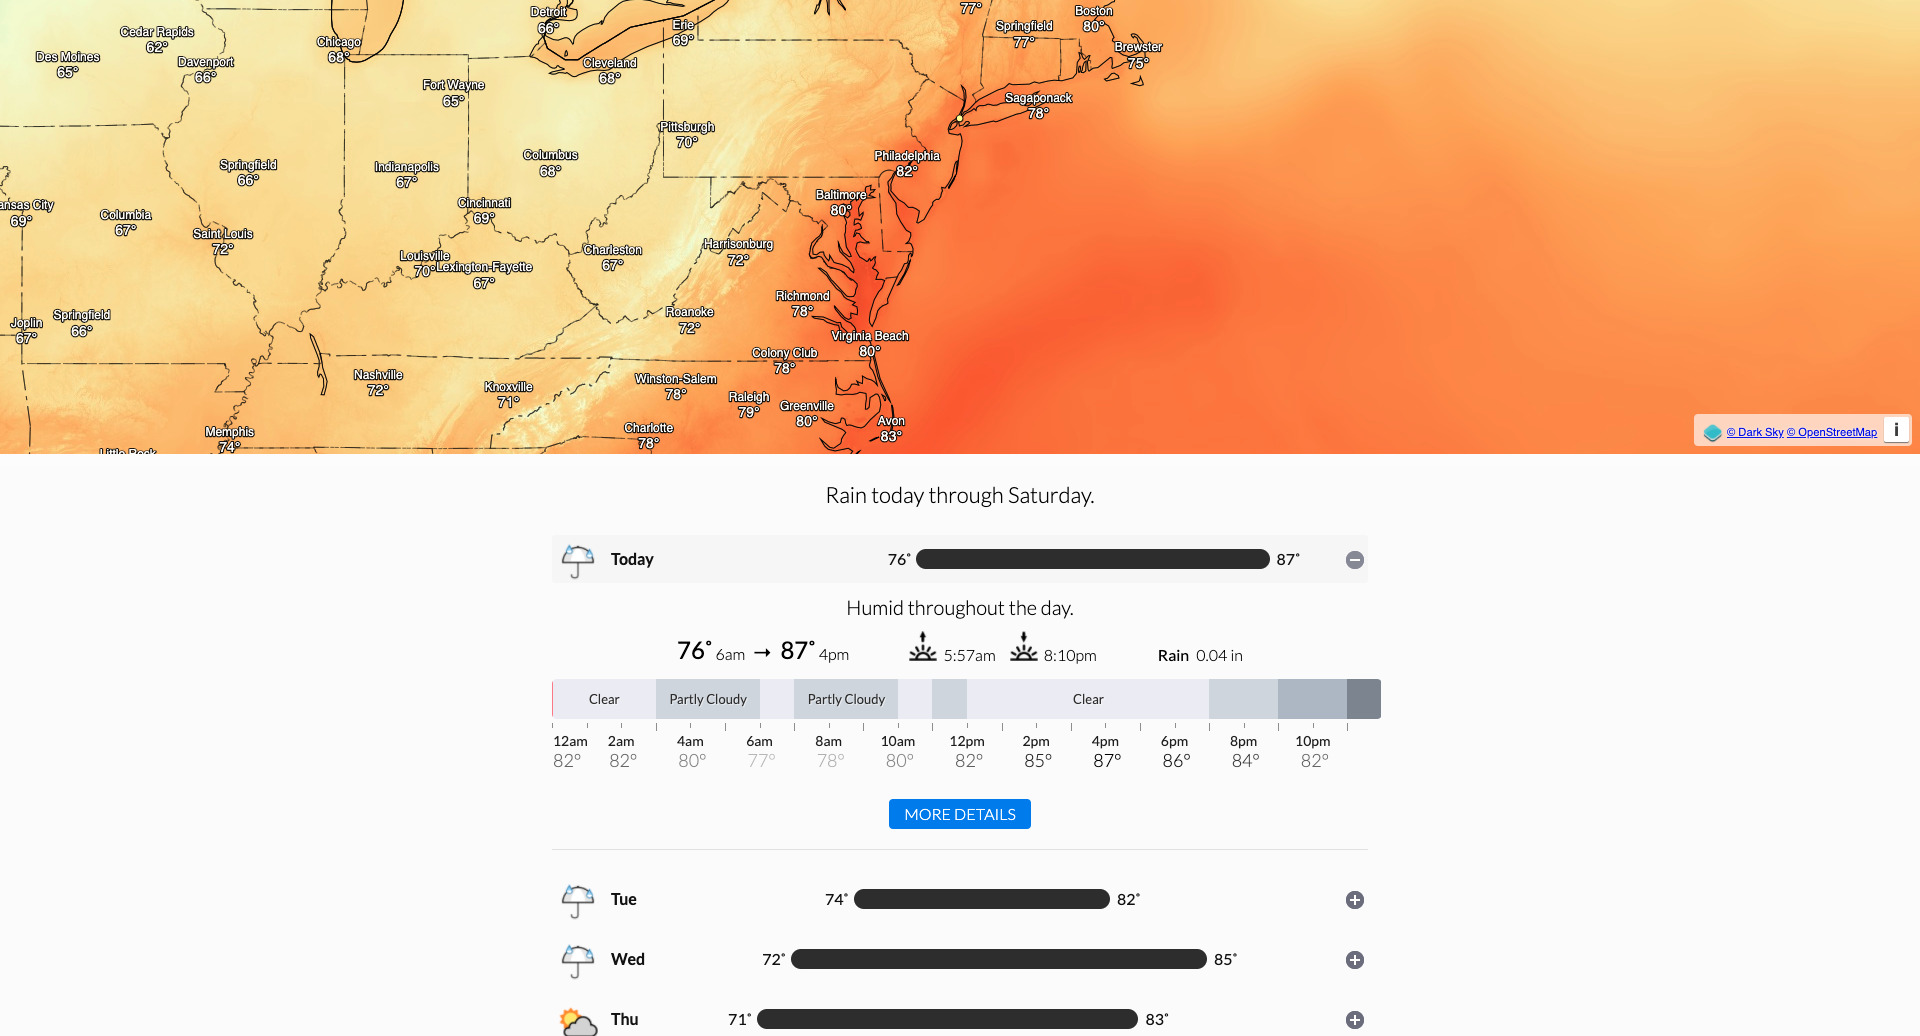 77°
Detroit
66°
Boston
80°
Erie
69°
Springfield
77°
Cedar Rapids
62°
Chicago
68°
Brewster
75°
Des Moines
65°
Davenport
66°
Cleveland
68°
Fort Wayne
65°
Sagaponack
78°
Pittsburgh
70°
Columbus
68°
Philadelphia
82°
Springfield
66°
Indianapolis
67°
Baltimore
80°
ansas City
69°
Columbia
67°
Cincinnati
69°
Saint Louis
72°
Harrisonburg
72°
Charleston
67°
Louisville
70°
Lexington-Fayette
67°
Richmond
78°
Roanoke
72°
Joplin
67°
Springfield
66°
Virginia Beach
80°
Colony Club
78°
Nashville
72°
Winston-Salem
78°
Knoxville
71°
Raleigh
79°
Greenville
80°
Memphis
74°
Charlotte
78°
Avon
83°
Little Rock
© Dark Sky © OpenStreetMap i
Rain today through Saturday.
Today 76˚ 87˚
Humid throughout the day.
76˚ 6am → 87˚ 4pm 5:57am 8:10pm Rain 0.04 in
Clear Partly Cloudy Partly Cloudy Clear
12am 2am 4am 6am 8am 10am 12pm 2pm 4pm 6pm 8pm 10pm
82° 82° 80° 77° 78° 80° 82° 85° 87° 86° 84° 82°
MORE DETAILS
Tue 74˚ 82˚
Wed 72˚ 85˚
Thu 71˚ 83˚